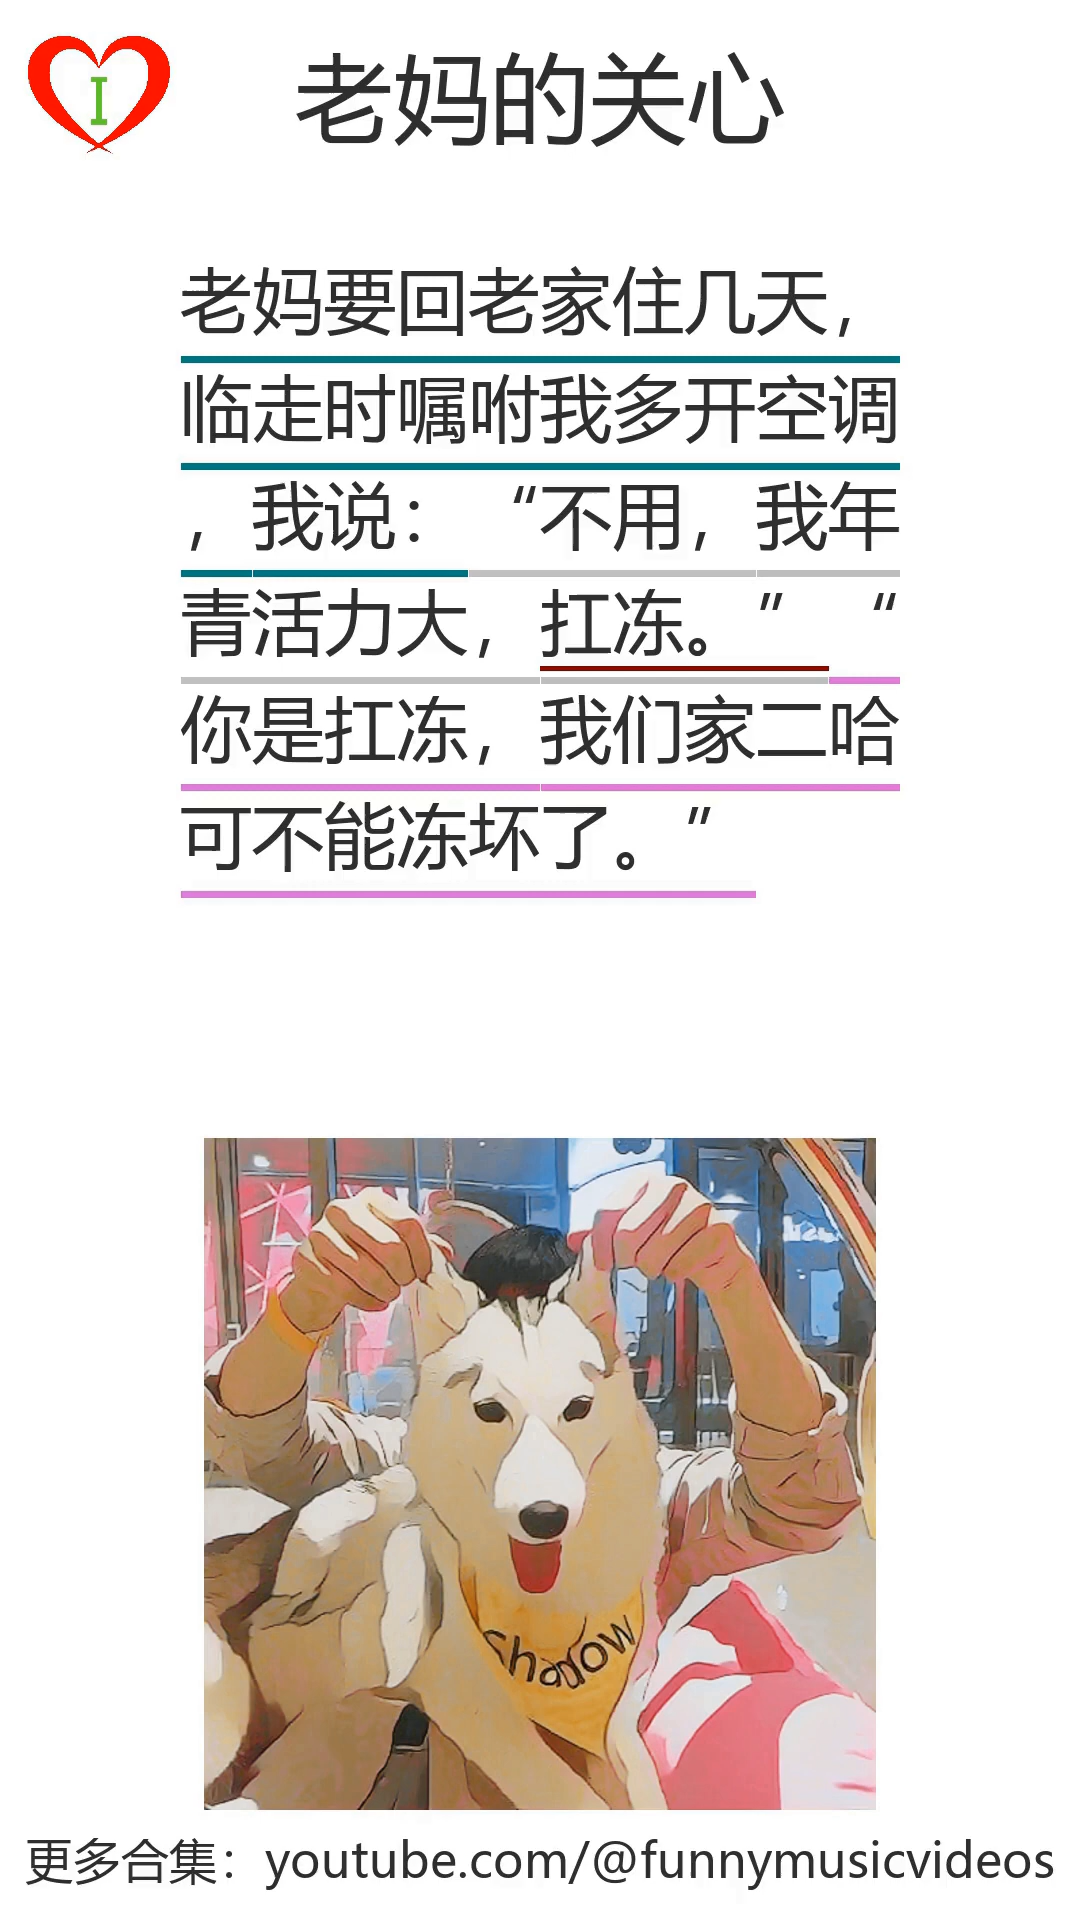 I
老妈的关心
老妈要回老家住几天，
临走时嘱咐我多开空调
，我说：“不用，我年
青活力大，扛冻。”“
你是扛冻，我们家二哈
可不能冻坏了。”
shadow
更多合集：youtube.com/@funnymusicvideos